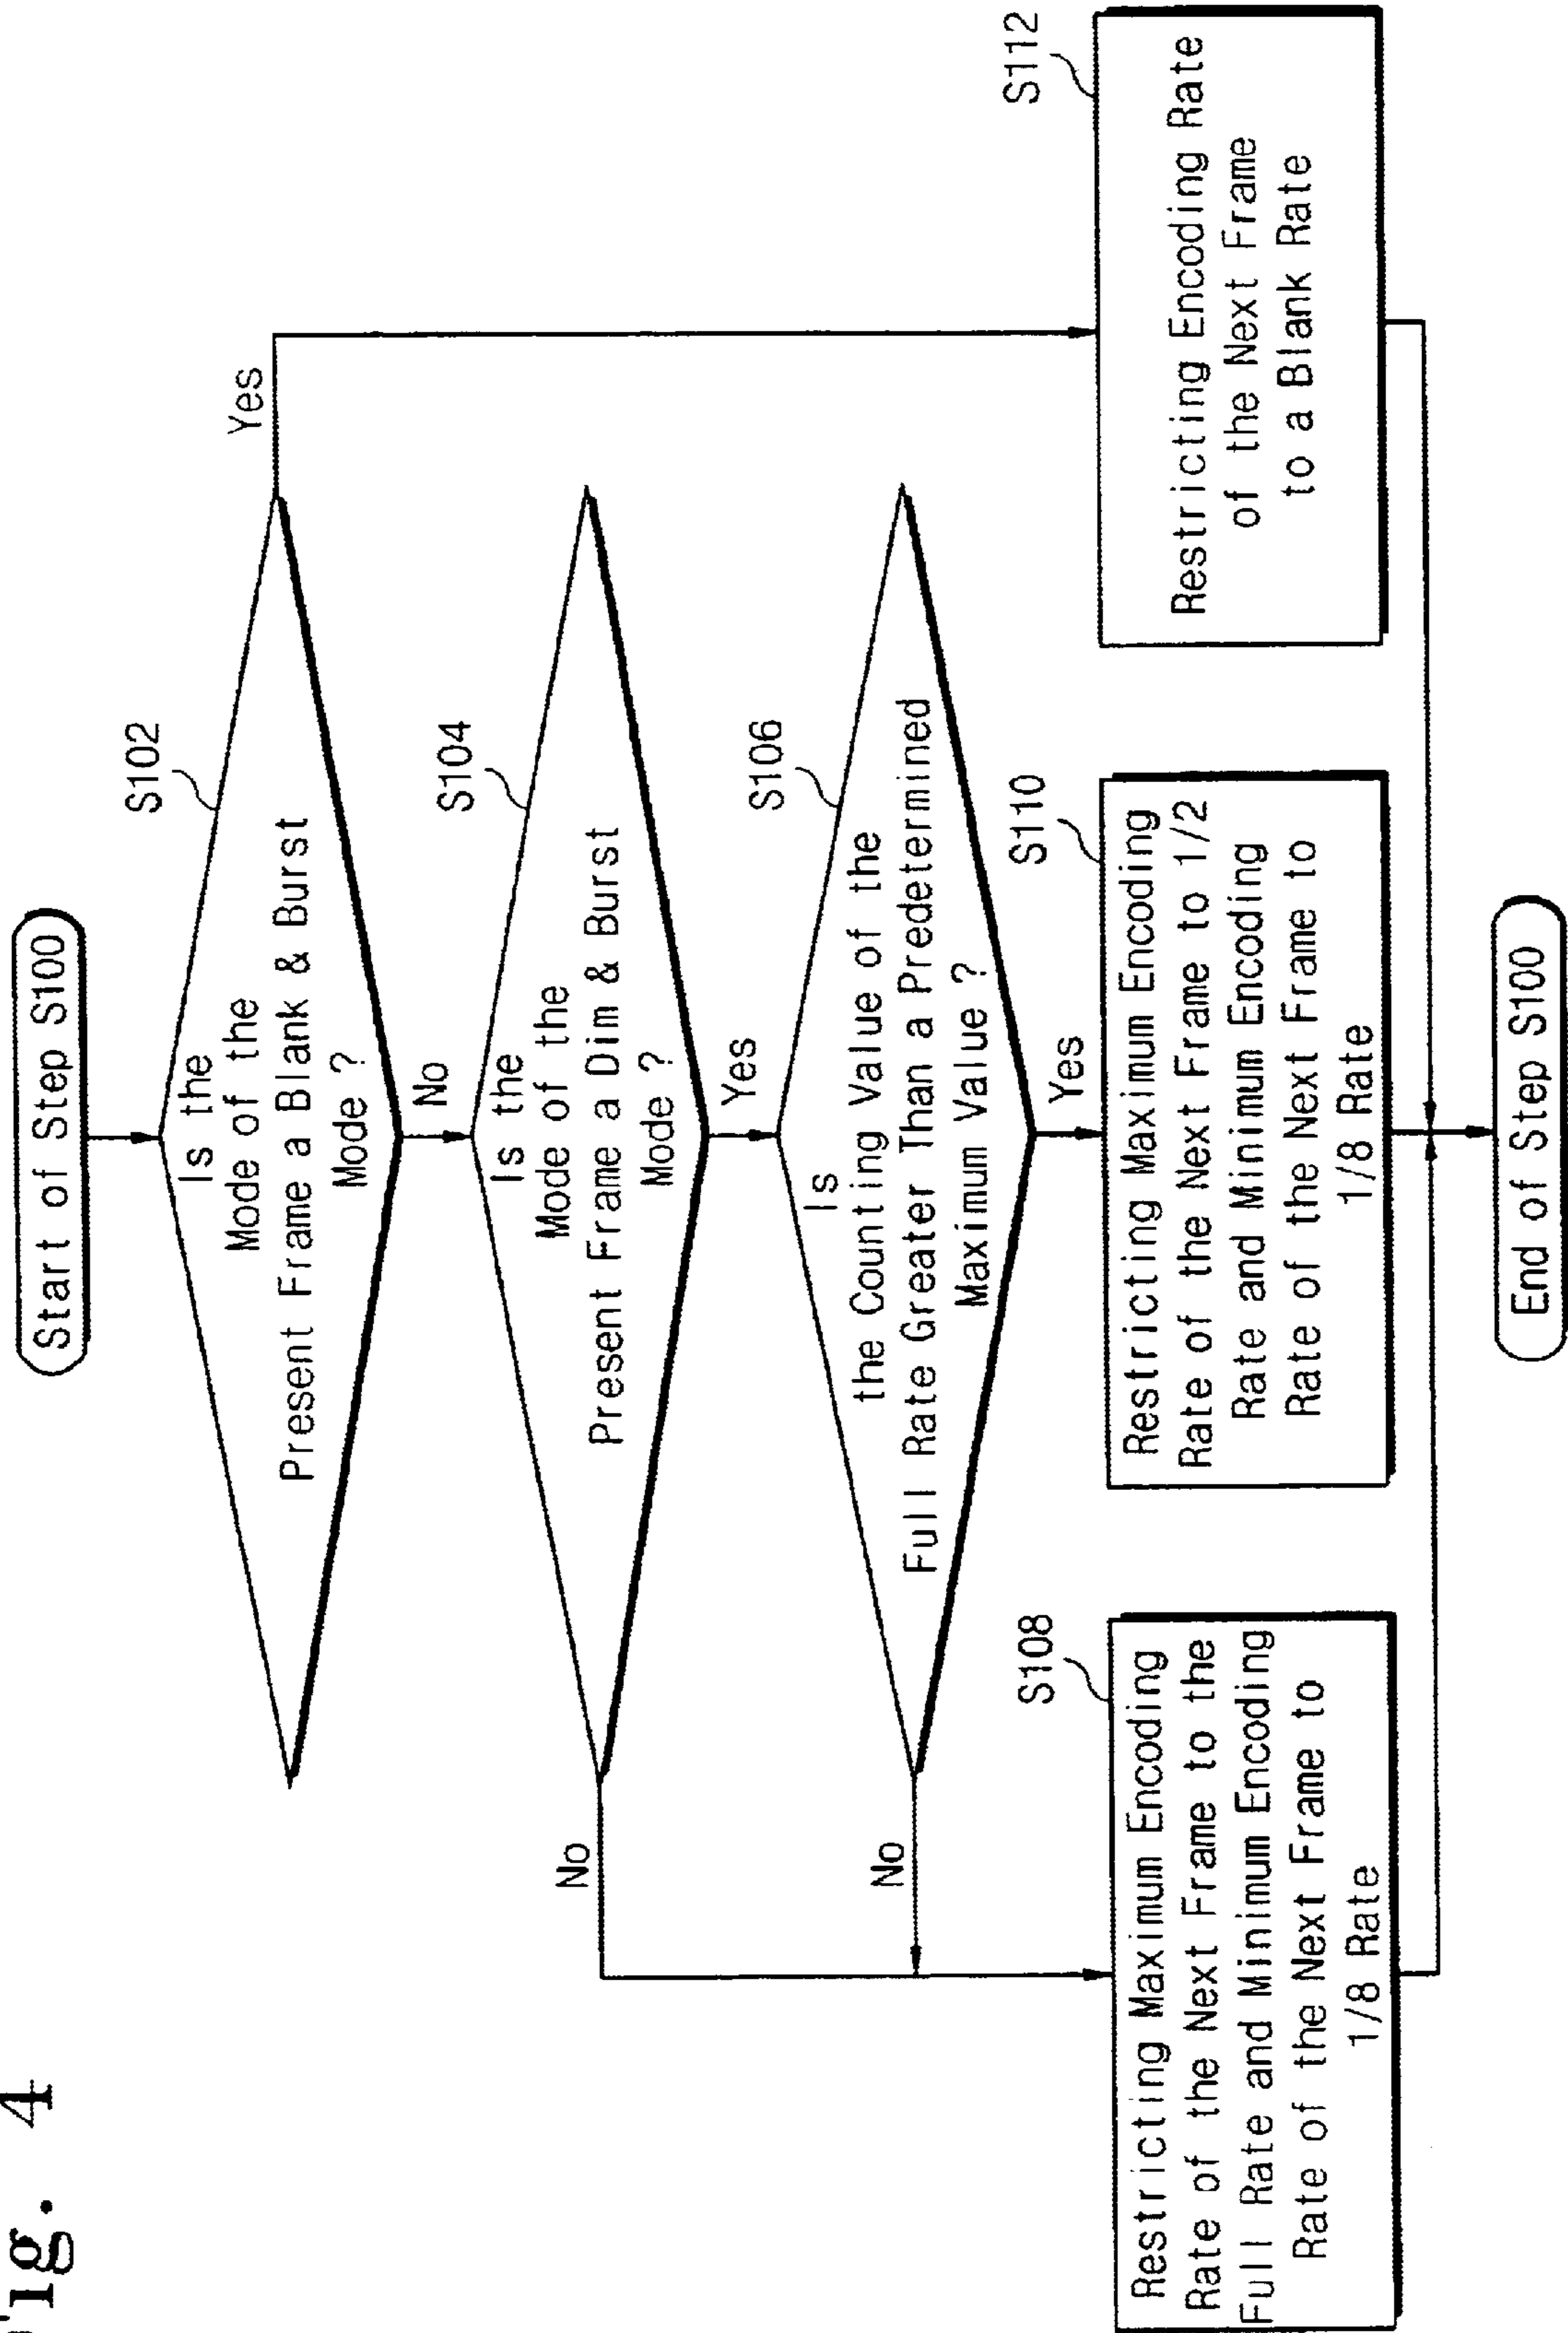 Fig. 4
Start of Step S100
S102
Is the
Mode of the
Present Frame a Blank & Burst
Mode ?
Yes
No
S104
Is the
Mode of the
Present Frame a Dim & Burst
Mode ?
No
Yes
S106
Is
the Counting Value of the
Full Rate Greater Than a Predetermined
Maximum Value ?
No
Yes
S108
Restricting Maximum Encoding
Rate of the Next Frame to the
Full Rate and Minimum Encoding
Rate of the Next Frame to
1/8 Rate
S110
Restricting Maximum Encoding
Rate of the Next Frame to 1/2
Rate and Minimum Encoding
Rate of the Next Frame to
1/8 Rate
S112
Restricting Encoding Rate
of the Next Frame
to a Blank Rate
End of Step S100